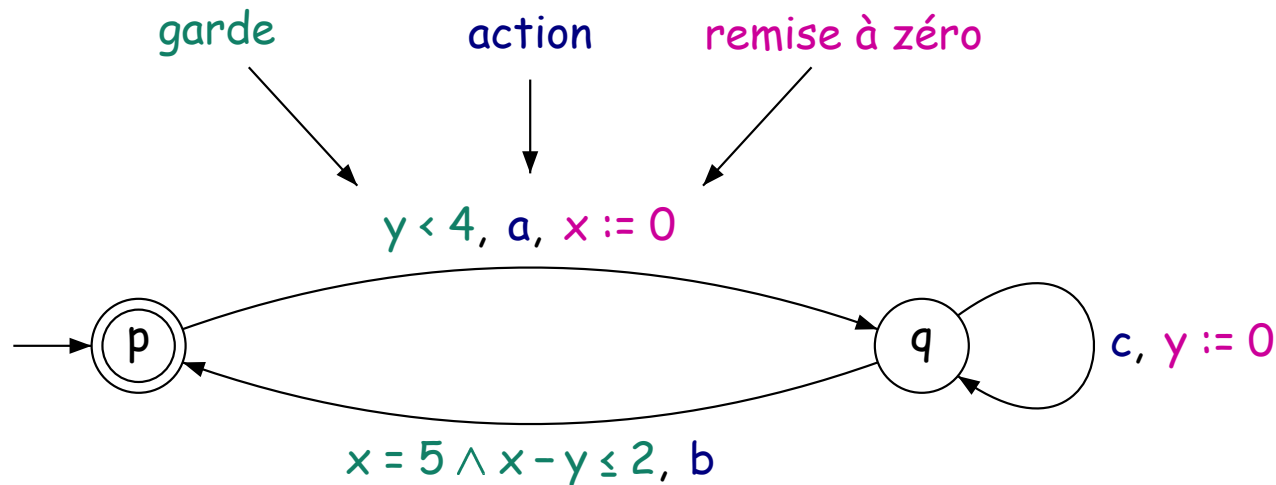 garde action remise à zéro
y < 4, a, x := 0
p q c, y := 0
x = 5 ∧ x – y ≤ 2, b